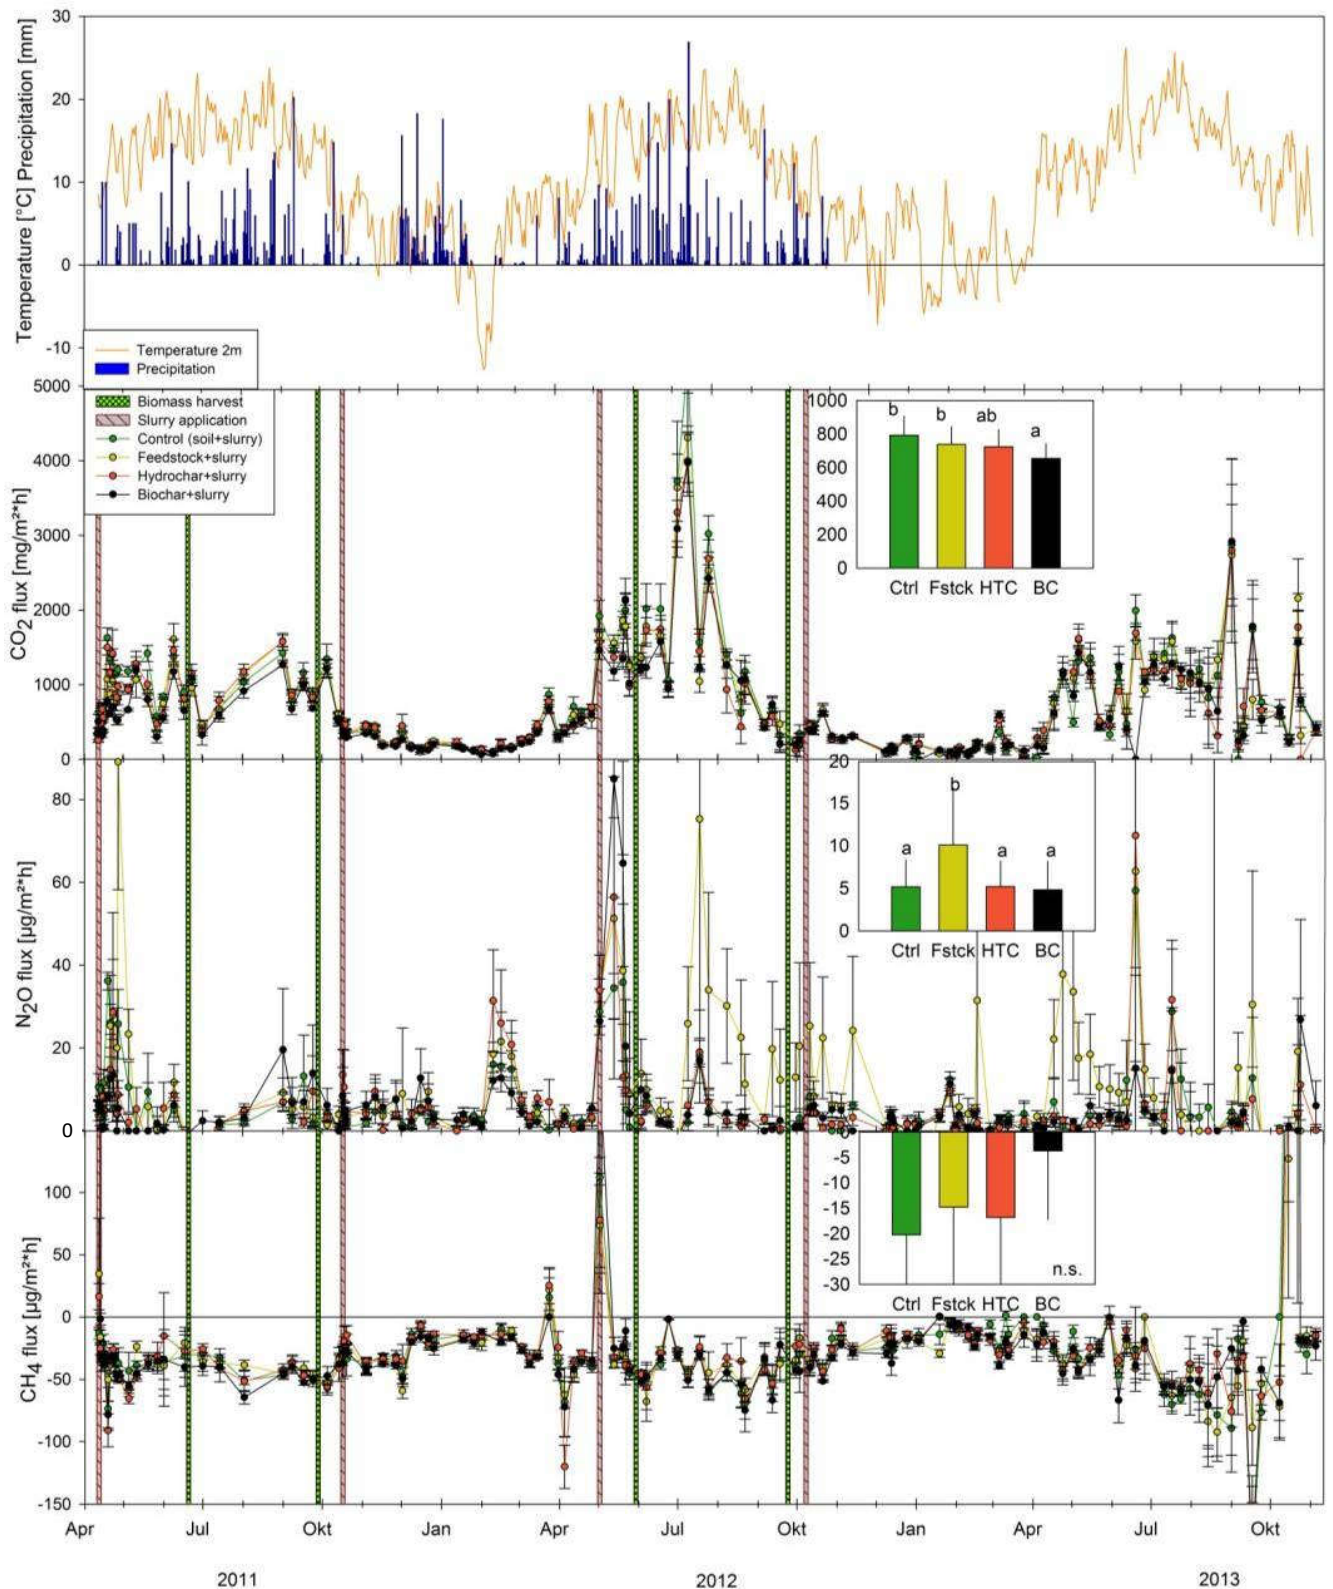 Temperature [°C] Precipitation [mm]
30
20
10
0
-10
Temperature 2m
Precipitation
CO2 flux [mg/m²*h]
5000
4000
3000
2000
1000
0
Biomass harvest
Slurry application
Control (soil+slurry)
Feedstock+slurry
Hydrochar+slurry
Biochar+slurry
1000
800
600
400
200
0
b b ab a
Ctrl Fstck HTC BC
N2O flux [µg/m²*h]
80
60
40
20
0
20
15
10
5
0
a b a a
Ctrl Fstck HTC BC
CH4 flux [µg/m²*h]
100
50
0
-50
-100
-150
0
-5
-10
-15
-20
-25
-30
n.s.
Ctrl Fstck HTC BC
Apr Jul Okt Jan Apr Jul Okt Jan Apr Jul Okt
2011 2012 2013